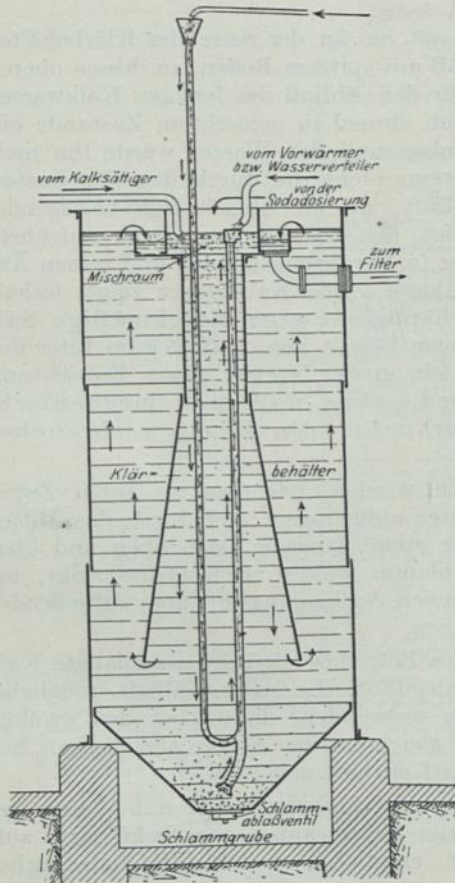 vom Vorwärmer
bzw. Wasserverteiler
vom Kalksättiger
von der
Sodadosierung
Mischraum
zum
Filter
Klär-
behälter
Schlamm-
ablaßventil
Schlammgrube